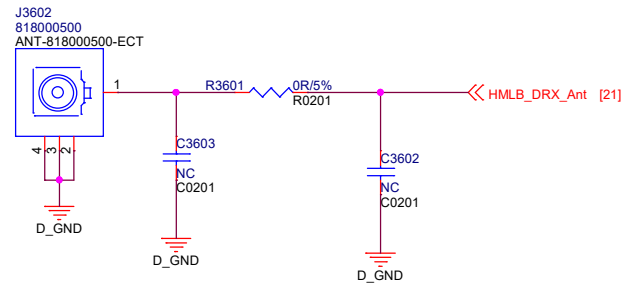 J3602
818000500
ANT-818000500-ECT
1
R3601 0R/5%
R0201
HMLB_DRX_Ant [21]
4 3 2
C3603
NC
C0201
C3602
NC
C0201
D_GND
D_GND
D_GND